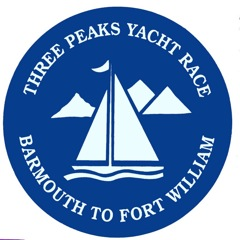 THREE PEAKS YACHT RACE
BARMOUTH TO FORT WILLIAM